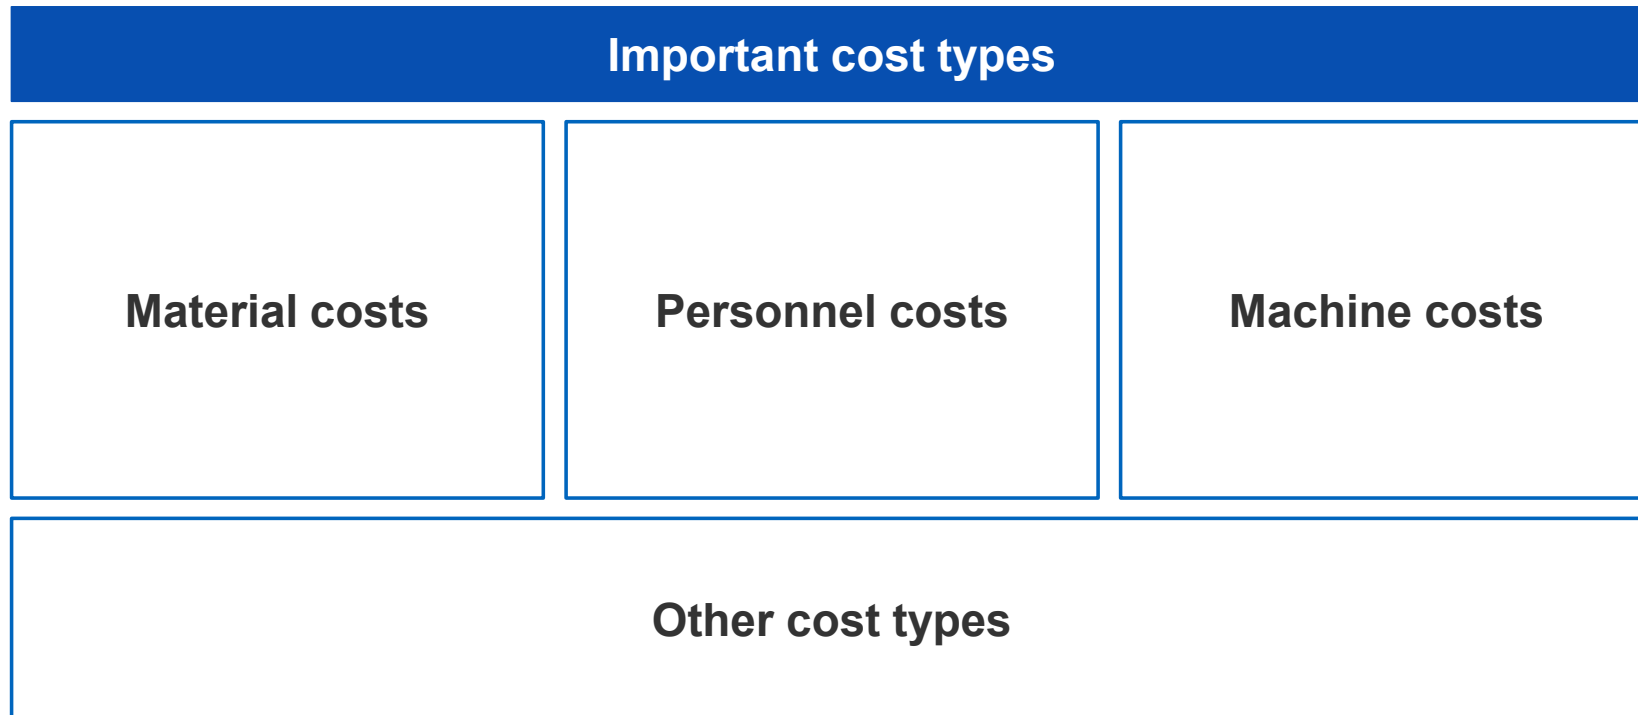 Important cost types
Material costs
Personnel costs
Machine costs
Other cost types